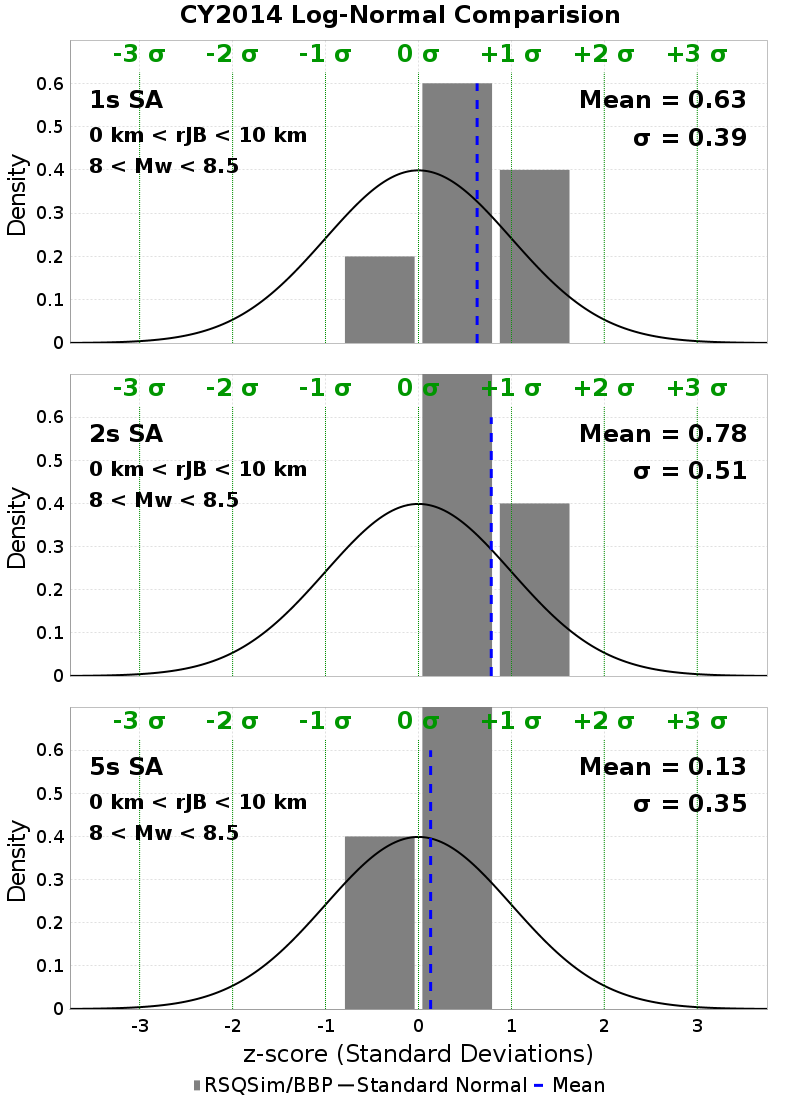 CY2014 Log-Normal Comparision
-3 σ -2 σ -1 σ 0 σ +1 σ +2 σ +3 σ
1s SA
0 km < rJB < 10 km
8 < Mw < 8.5
Mean = 0.63
σ = 0.39
Density
0.6
0.5
0.4
0.3
0.2
0.1
0
-3 σ -2 σ -1 σ 0 σ +1 σ +2 σ +3 σ
2s SA
0 km < rJB < 10 km
8 < Mw < 8.5
Mean = 0.78
σ = 0.51
Density
0.6
0.5
0.4
0.3
0.2
0.1
0
-3 σ -2 σ -1 σ 0 σ +1 σ +2 σ +3 σ
5s SA
0 km < rJB < 10 km
8 < Mw < 8.5
Mean = 0.13
σ = 0.35
Density
0.6
0.5
0.4
0.3
0.2
0.1
0
-3 -2 -1 0 1 2 3
z-score (Standard Deviations)
RSQSim/BBP Standard Normal Mean